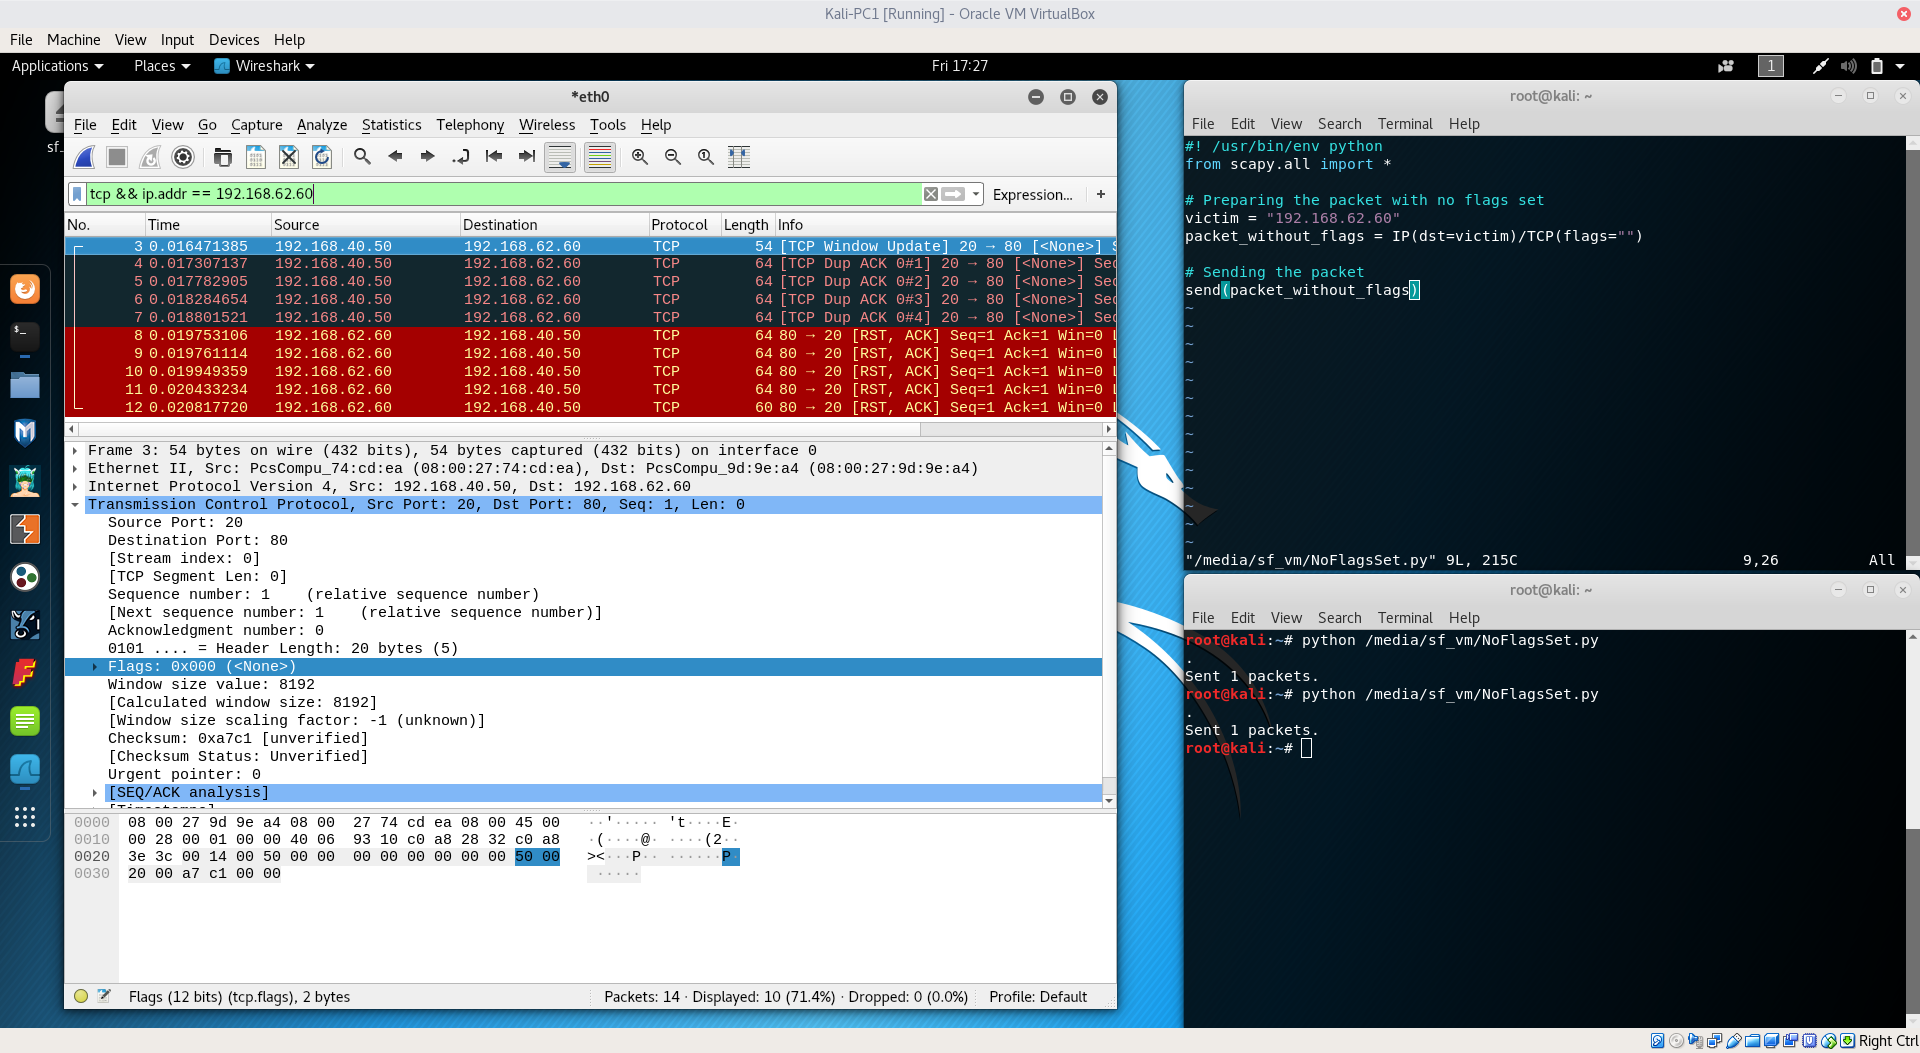 Kali-PC1 [Running] - Oracle VM VirtualBox
File Machine View Input Devices Help
Applications Places Wireshark Fri 17:27 1
*eth0
File Edit View Go Capture Analyze Statistics Telephony Wireless Tools Help
tcp && ip.addr == 192.168.62.60 Expression... +
No. Time Source Destination Protocol Length Info
3 0.016471385 192.168.40.50 192.168.62.60 TCP 54 [TCP Window Update] 20 → 80 [<None>] S
4 0.017307137 192.168.40.50 192.168.62.60 TCP 64 [TCP Dup ACK 0#1] 20 → 80 [<None>] Seq
5 0.017782905 192.168.40.50 192.168.62.60 TCP 64 [TCP Dup ACK 0#2] 20 → 80 [<None>] Seq
6 0.018284654 192.168.40.50 192.168.62.60 TCP 64 [TCP Dup ACK 0#3] 20 → 80 [<None>] Seq
7 0.018801521 192.168.40.50 192.168.62.60 TCP 64 [TCP Dup ACK 0#4] 20 → 80 [<None>] Seq
8 0.019753106 192.168.62.60 192.168.40.50 TCP 64 80 → 20 [RST, ACK] Seq=1 Ack=1 Win=0 L
9 0.019761114 192.168.62.60 192.168.40.50 TCP 64 80 → 20 [RST, ACK] Seq=1 Ack=1 Win=0 L
10 0.019949359 192.168.62.60 192.168.40.50 TCP 64 80 → 20 [RST, ACK] Seq=1 Ack=1 Win=0 L
11 0.020433234 192.168.62.60 192.168.40.50 TCP 64 80 → 20 [RST, ACK] Seq=1 Ack=1 Win=0 L
12 0.020817720 192.168.62.60 192.168.40.50 TCP 60 80 → 20 [RST, ACK] Seq=1 Ack=1 Win=0 L
Frame 3: 54 bytes on wire (432 bits), 54 bytes captured (432 bits) on interface 0
Ethernet II, Src: PcsCompu_74:cd:ea (08:00:27:74:cd:ea), Dst: PcsCompu_9d:9e:a4 (08:00:27:9d:9e:a4)
Internet Protocol Version 4, Src: 192.168.40.50, Dst: 192.168.62.60
Transmission Control Protocol, Src Port: 20, Dst Port: 80, Seq: 1, Len: 0
Source Port: 20
Destination Port: 80
[Stream index: 0]
[TCP Segment Len: 0]
Sequence number: 1 (relative sequence number)
[Next sequence number: 1 (relative sequence number)]
Acknowledgment number: 0
0101 .... = Header Length: 20 bytes (5)
Flags: 0x000 (<None>)
Window size value: 8192
[Calculated window size: 8192]
[Window size scaling factor: -1 (unknown)]
Checksum: 0xa7c1 [unverified]
[Checksum Status: Unverified]
Urgent pointer: 0
[SEQ/ACK analysis]
0000 08 00 27 9d 9e a4 08 00 27 74 cd ea 08 00 45 00 ··'····· 't····E·
0010 00 28 00 01 00 00 40 06 93 10 c0 a8 28 32 c0 a8 ·(····@· ····(2··
0020 3e 3c 00 14 00 50 00 00 00 00 00 00 00 00 50 00 ><···P·· ······P·
0030 20 00 a7 c1 00 00 ·····
Flags (12 bits) (tcp.flags), 2 bytes Packets: 14 · Displayed: 10 (71.4%) · Dropped: 0 (0.0%) Profile: Default
root@kali: ~
File Edit View Search Terminal Help
#! /usr/bin/env python
from scapy.all import *
# Preparing the packet with no flags set
victim = "192.168.62.60"
packet_without_flags = IP(dst=victim)/TCP(flags="")
# Sending the packet
send(packet_without_flags)
~
~
~
~
~
~
~
~
~
~
~
~
~
~
"/media/sf_vm/NoFlagsSet.py" 9L, 215C 9,26 All
root@kali: ~
File Edit View Search Terminal Help
root@kali:~# python /media/sf_vm/NoFlagsSet.py
.
Sent 1 packets.
root@kali:~# python /media/sf_vm/NoFlagsSet.py
.
Sent 1 packets.
root@kali:~#
Right Ctrl